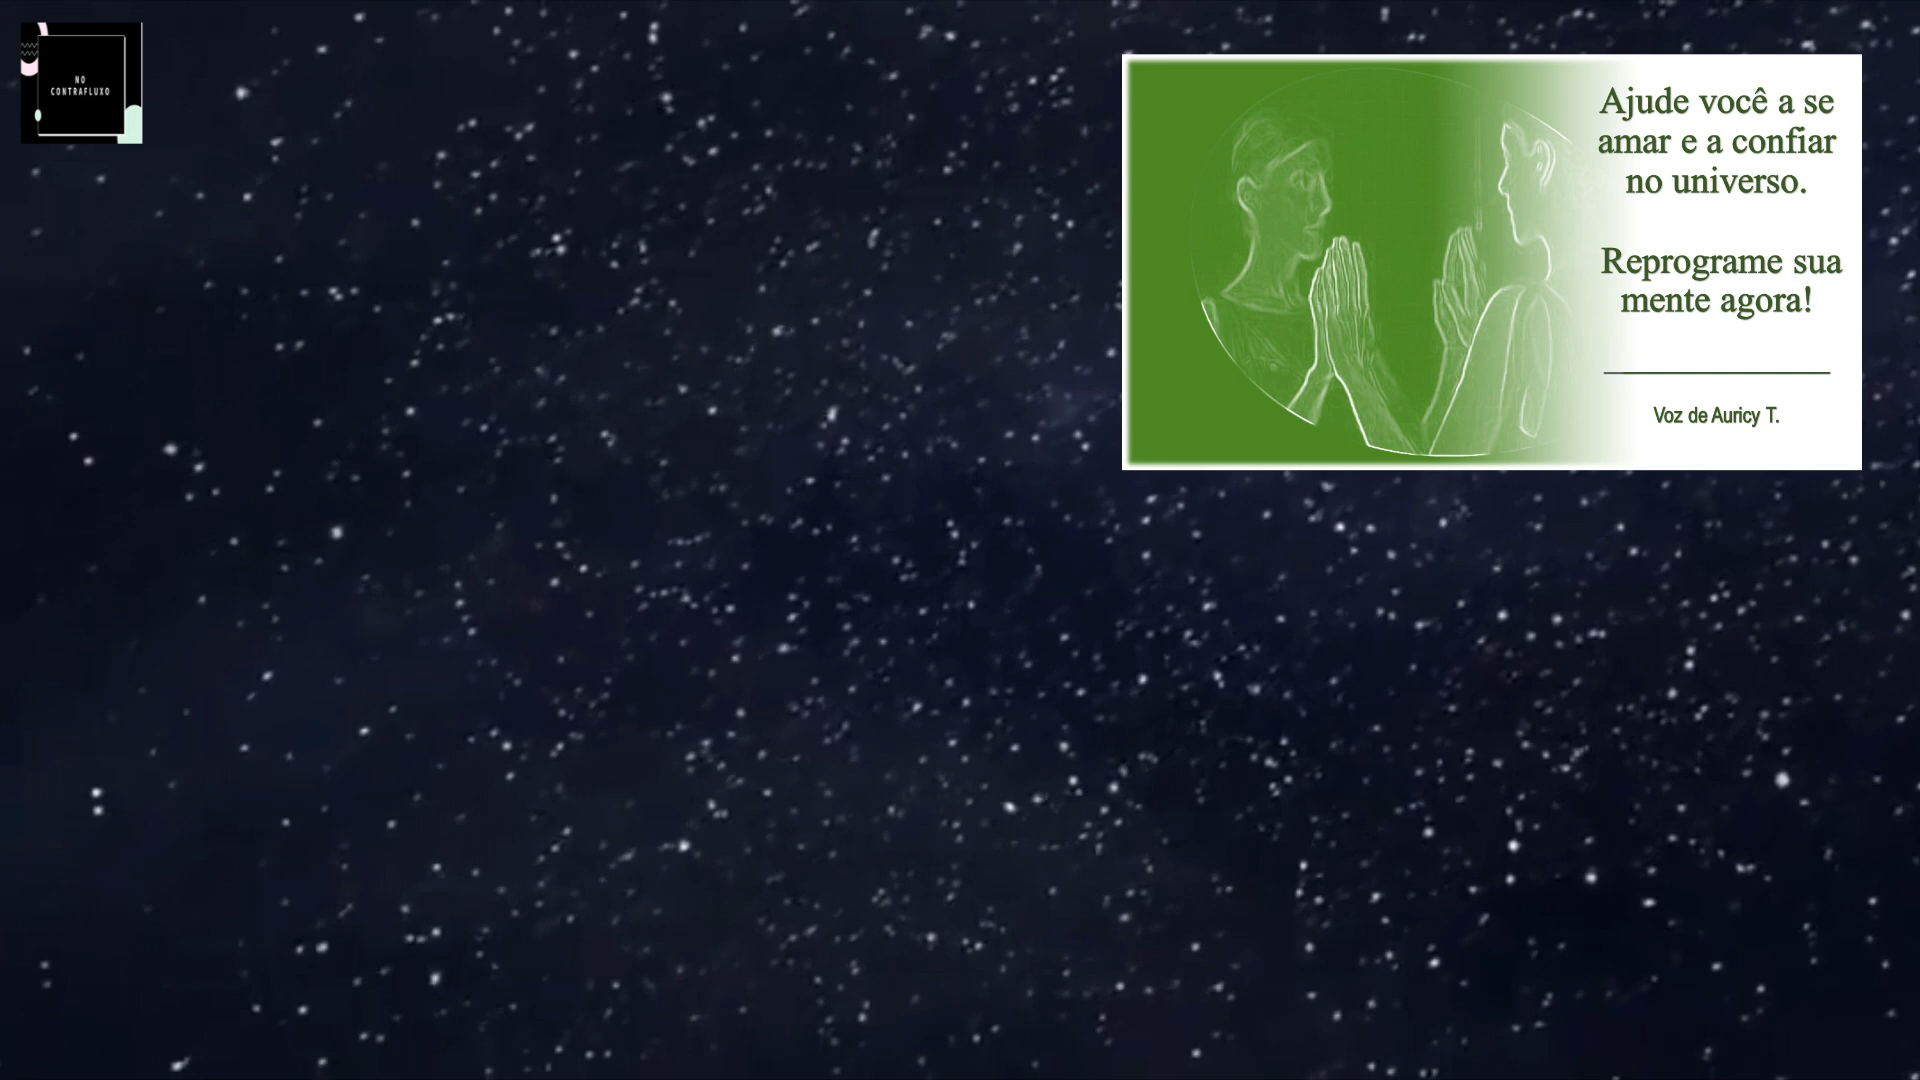 NO
CONTRAFLUXO
Ajude você a se
amar e a confiar
no universo.
Reprograme sua
mente agora!
Voz de Auricy T.